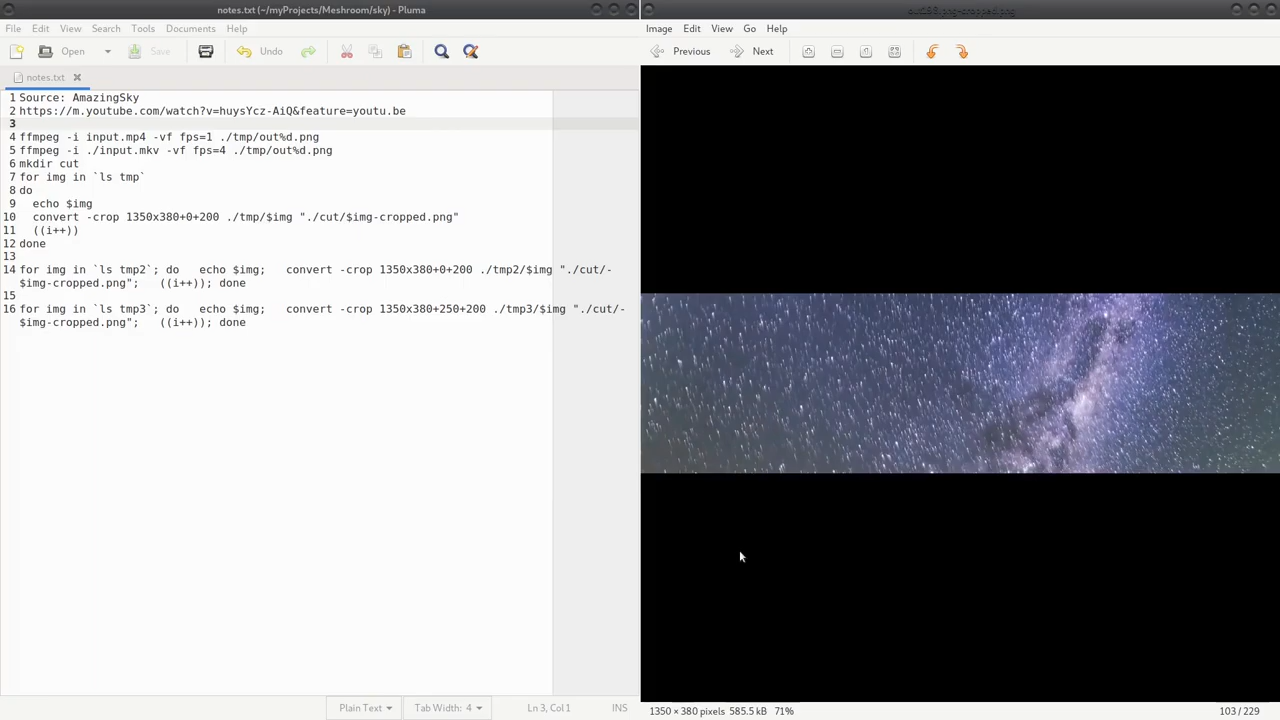 notes.txt (~/myProjects/Meshroom/sky) - Pluma
File Edit View Search Tools Documents Help
Open Save Undo
notes.txt
1 Source: AmazingSky
2 https://m.youtube.com/watch?v=huysYcz-AiQ&feature=youtu.be
3
4 ffmpeg -i input.mp4 -vf fps=1 ./tmp/out%d.png
5 ffmpeg -i ./input.mkv -vf fps=4 ./tmp/out%d.png
6 mkdir cut
7 for img in `ls tmp`
8 do
9   echo $img
10   convert -crop 1350x380+0+200 ./tmp/$img "./cut/$img-cropped.png"
11   ((i++))
12 done
13
14 for img in `ls tmp2`; do   echo $img;   convert -crop 1350x380+0+200 ./tmp2/$img "./cut/-
$img-cropped.png";   ((i++)); done
15
16 for img in `ls tmp3`; do   echo $img;   convert -crop 1350x380+250+200 ./tmp3/$img "./cut/-
$img-cropped.png";   ((i++)); done
Plain Text Tab Width: 4 Ln 3, Col 1 INS
Image Edit View Go Help
Previous Next
1350 × 380 pixels 585.5 kB 71% 103 / 229